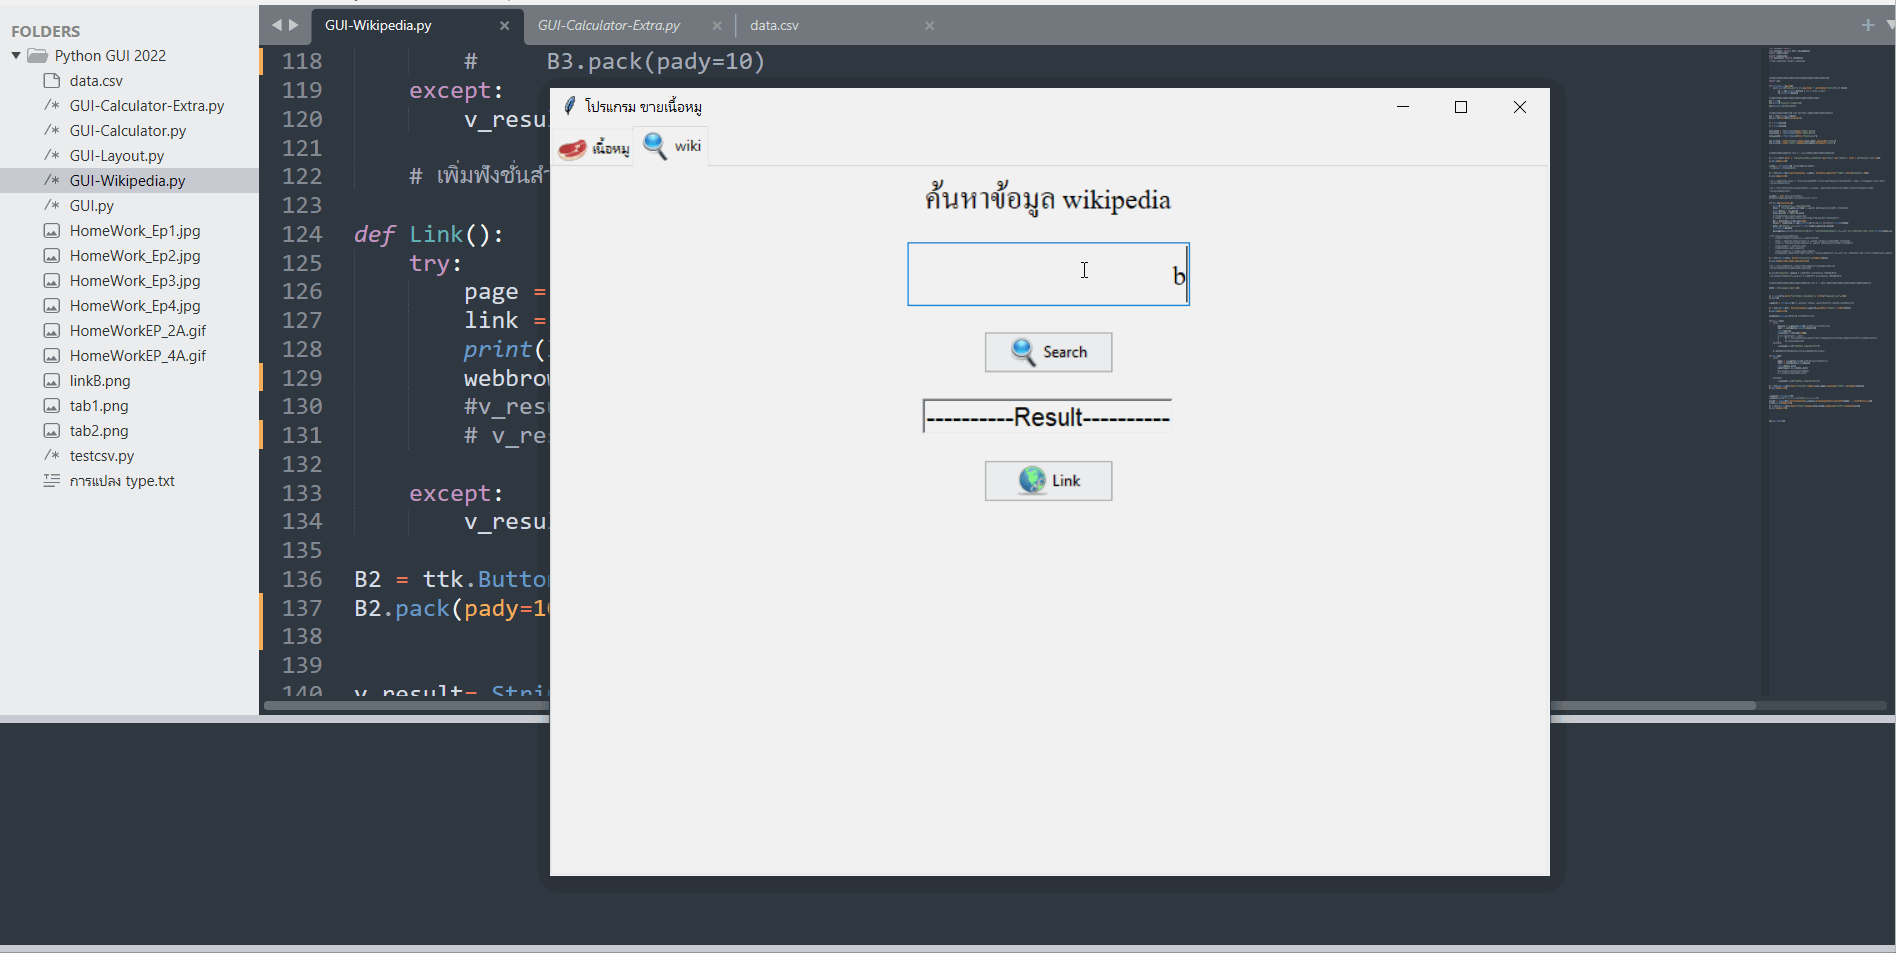 FOLDERS
Python GUI 2022
data.csv
/* GUI-Calculator-Extra.py
/* GUI-Calculator.py
/* GUI-Layout.py
/* GUI-Wikipedia.py
/* GUI.py
HomeWork_Ep1.jpg
HomeWork_Ep2.jpg
HomeWork_Ep3.jpg
HomeWork_Ep4.jpg
HomeWorkEP_2A.gif
HomeWorkEP_4A.gif
linkB.png
tab1.png
tab2.png
/* testcsv.py
การแปลง type.txt
GUI-Wikipedia.py × GUI-Calculator-Extra.py × data.csv ×
118 # B3.pack(pady=10)
119 except:
120 v_resu
121
122 # เพิ่มฟังชั่นสำ
123
124 def Link():
125 try:
126 page =
127 link =
128 print(
129 webbrow
130 #v_res
131 # v_re
132
133 except:
134 v_resu
135
136 B2 = ttk.Butto
137 B2.pack(pady=1
138
139
140 v_result= Stri
โปรแกรม ขายเนื้อหมู
เนื้อหมู wiki
ค้นหาข้อมูล wikipedia
b
Search
----------Result----------
Link